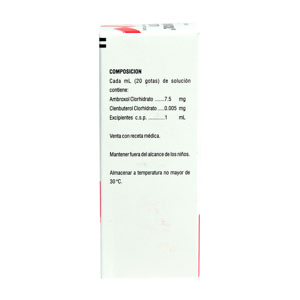 COMPOSICION
Cada mL (20 gotas) de solución
contiene:
Ambroxol Clorhidrato ........7.5 mg
Clenbuterol Clorhidrato ....0.005 mg
Excipientes c.s.p. ..........1 mL
Venta con receta médica.
Mantener fuera del alcance de los niños.
Almacenar a temperatura no mayor de
30°C.